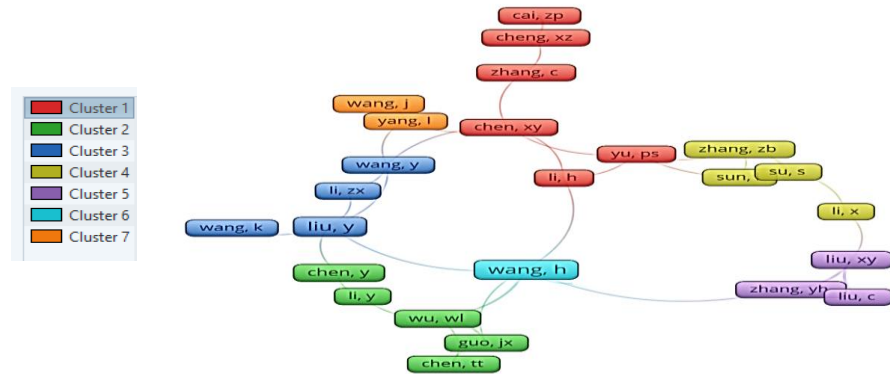 Cluster 1
Cluster 2
Cluster 3
Cluster 4
Cluster 5
Cluster 6
Cluster 7
cai, zp
cheng, xz
zhang, c
wang, j
yang, l
chen, xy
zhang, zb
yu, ps
wang, y
su, s
li, h
sun,
li, zx
li, x
wang, k
liu, y
liu, xy
chen, y
wang, h
zhang, yh
liu, c
li, y
wu, wl
guo, jx
chen, tt